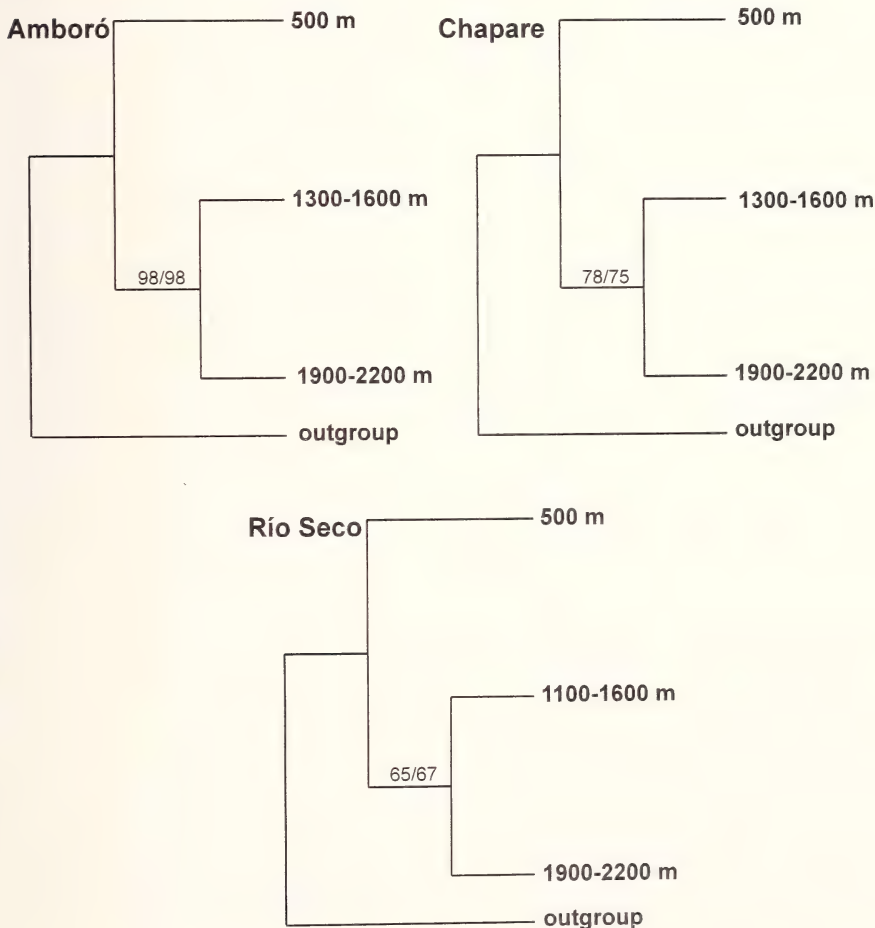 Amboró
500 m
1300-1600 m
98/98
1900-2200 m
outgroup
Chapare
500 m
1300-1600 m
78/75
1900-2200 m
outgroup
Río Seco
500 m
1100-1600 m
65/67
1900-2200 m
outgroup